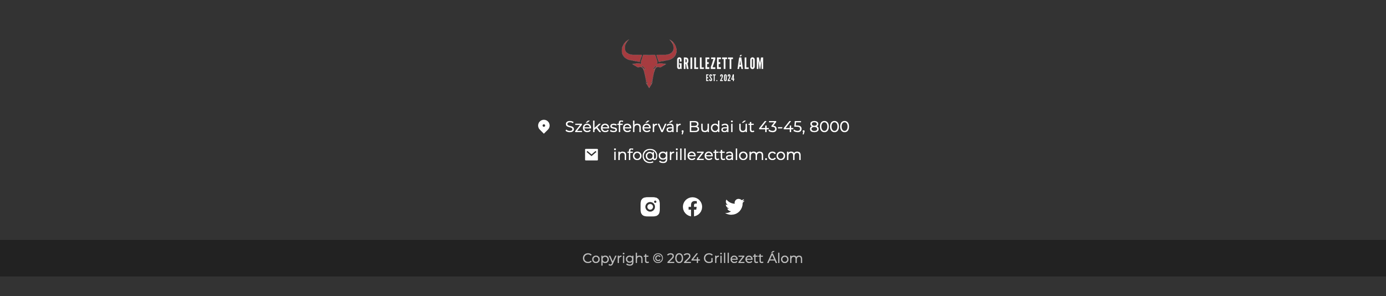 GRILLEZETT ÁLOM
EST. 2024
Székesfehérvár, Budai út 43-45, 8000
info@grillezettalom.com
Copyright © 2024 Grillezett Álom